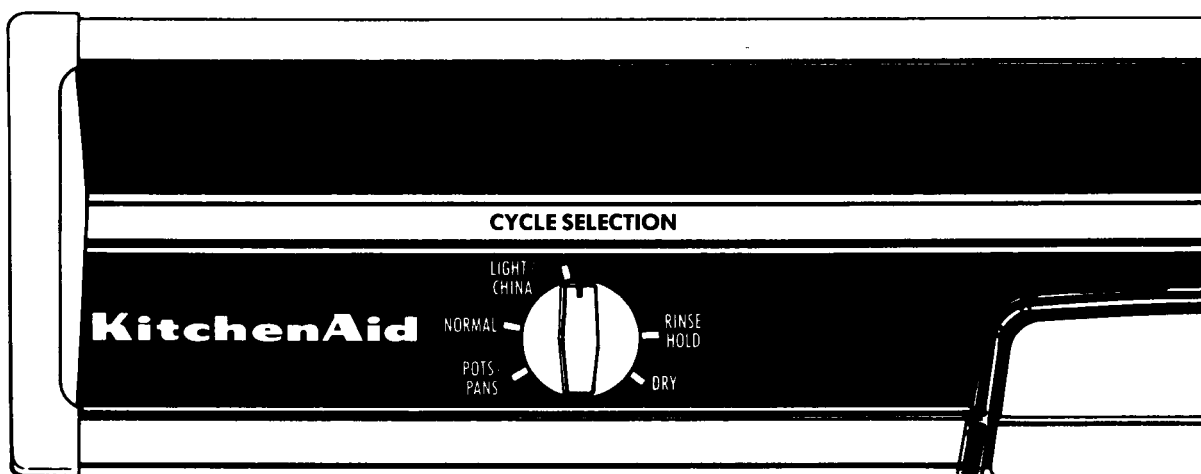 CYCLE SELECTION
LIGHT
CHINA
KitchenAid
NORMAL
RINSE
HOLD
POTS
PANS
DRY